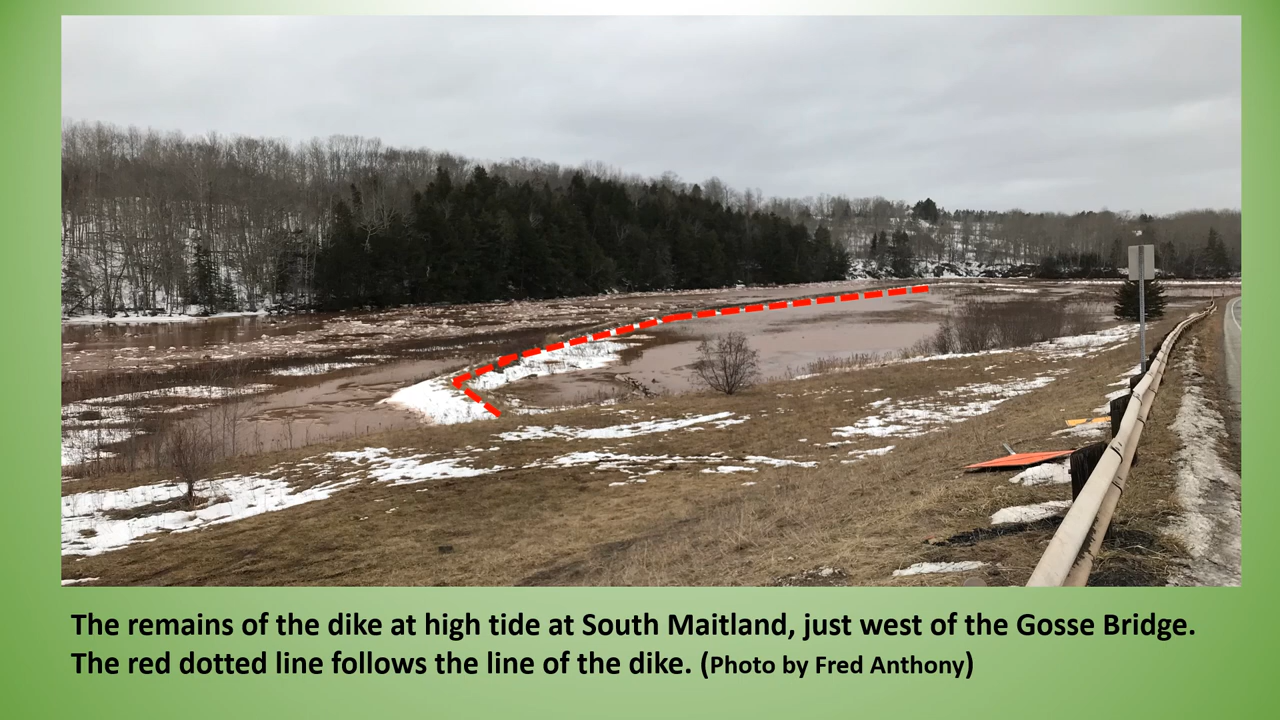 The remains of the dike at high tide at South Maitland, just west of the Gosse Bridge.
The red dotted line follows the line of the dike. (Photo by Fred Anthony)